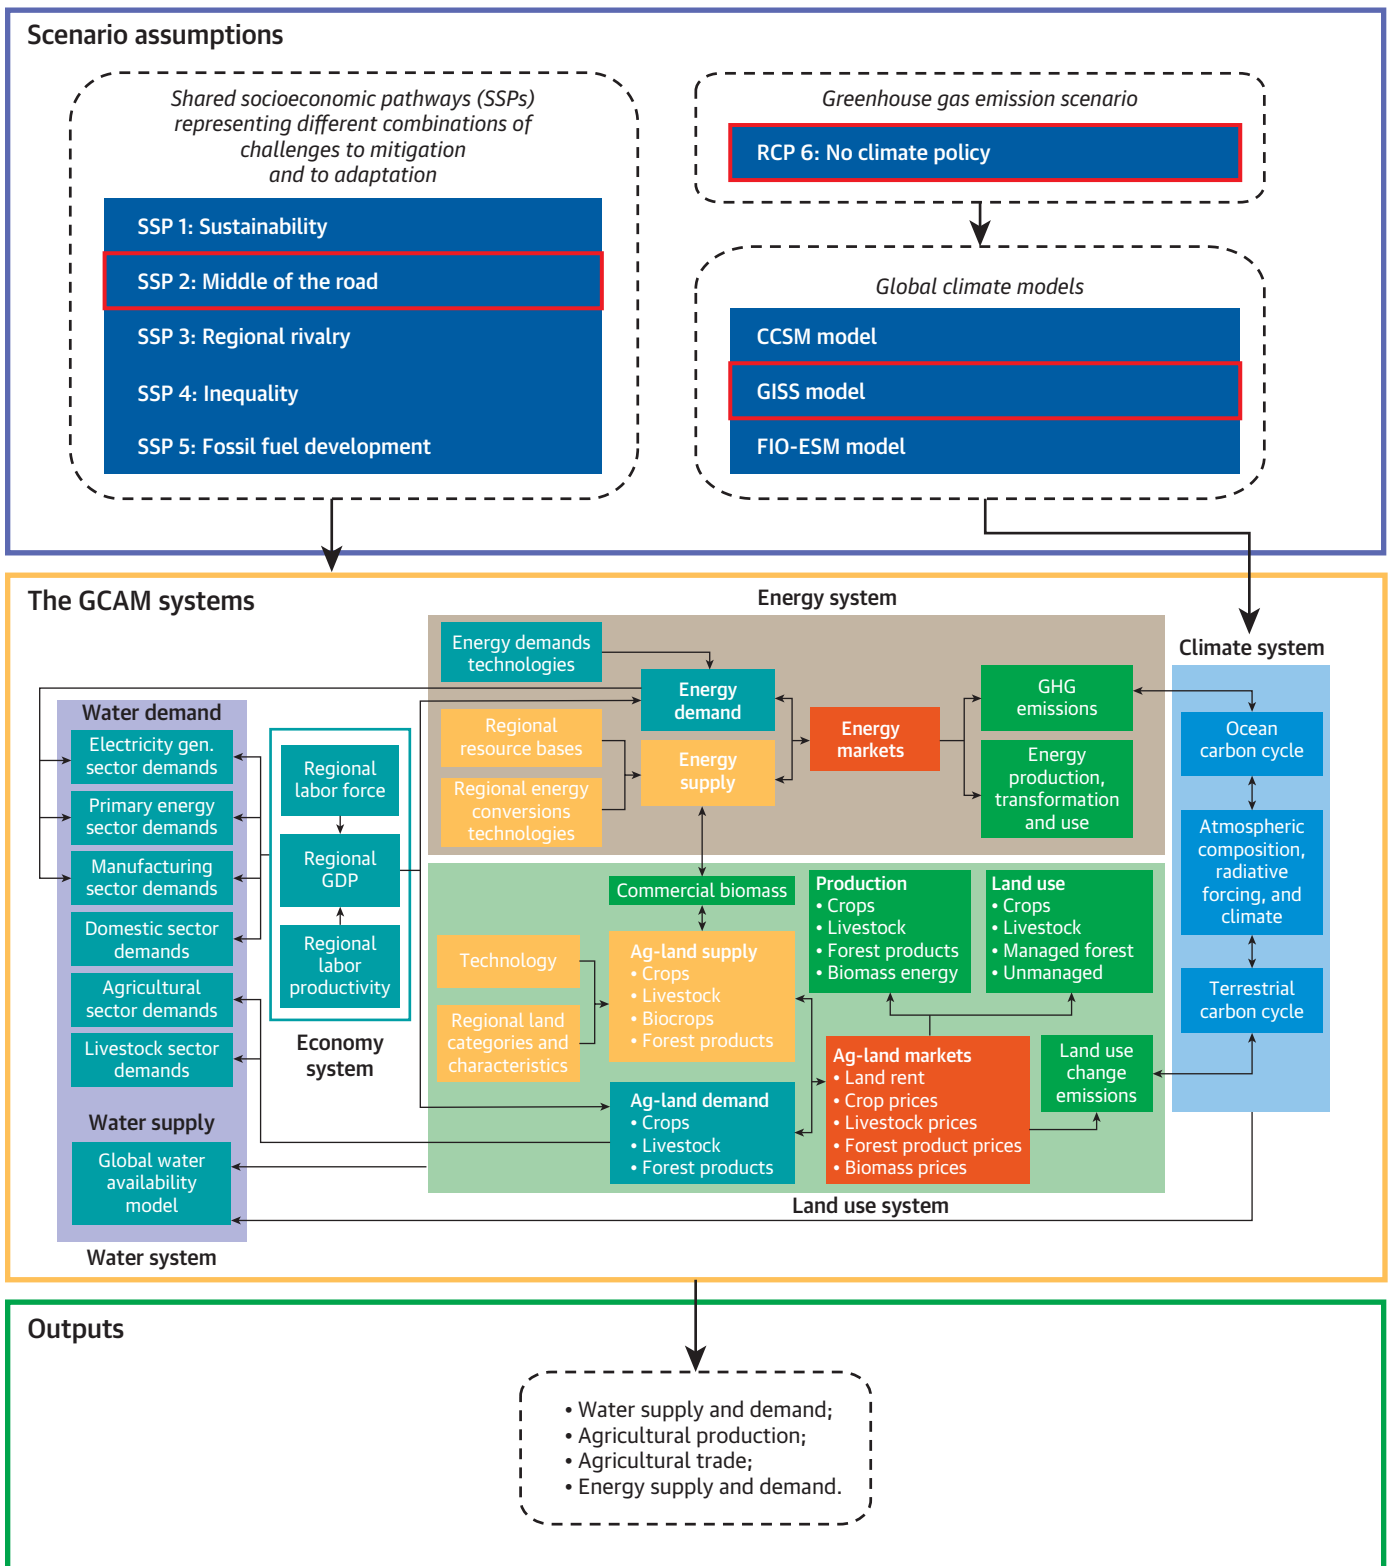 Scenario assumptions
Shared socioeconomic pathways (SSPs)
representing different combinations of
challenges to mitigation
and to adaptation
SSP 1: Sustainability
SSP 2: Middle of the road
SSP 3: Regional rivalry
SSP 4: Inequality
SSP 5: Fossil fuel development
Greenhouse gas emission scenario
RCP 6: No climate policy
Global climate models
CCSM model
GISS model
FIO-ESM model
The GCAM systems
Energy system
Energy demands
technologies
Energy
demand
Regional
resource bases
Energy
supply
Regional energy
conversions
technologies
Energy
markets
GHG
emissions
Energy
production,
transformation
and use
Climate system
Ocean
carbon cycle
Atmospheric
composition,
radiative
forcing, and
climate
Terrestrial
carbon cycle
Water demand
Electricity gen.
sector demands
Primary energy
sector demands
Manufacturing
sector demands
Domestic sector
demands
Agricultural
sector demands
Livestock sector
demands
Water supply
Global water
availability
model
Water system
Regional
labor force
Regional
GDP
Regional
labor
productivity
Economy
system
Commercial biomass
Technology
Regional land
categories and
characteristics
Ag-land supply
• Crops
• Livestock
• Biocrops
• Forest products
Ag-land demand
• Crops
• Livestock
• Forest products
Production
• Crops
• Livestock
• Forest products
• Biomass energy
Land use
• Crops
• Livestock
• Managed forest
• Unmanaged
Ag-land markets
• Land rent
• Crop prices
• Livestock prices
• Forest product prices
• Biomass prices
Land use
change
emissions
Land use system
Outputs
• Water supply and demand;
• Agricultural production;
• Agricultural trade;
• Energy supply and demand.